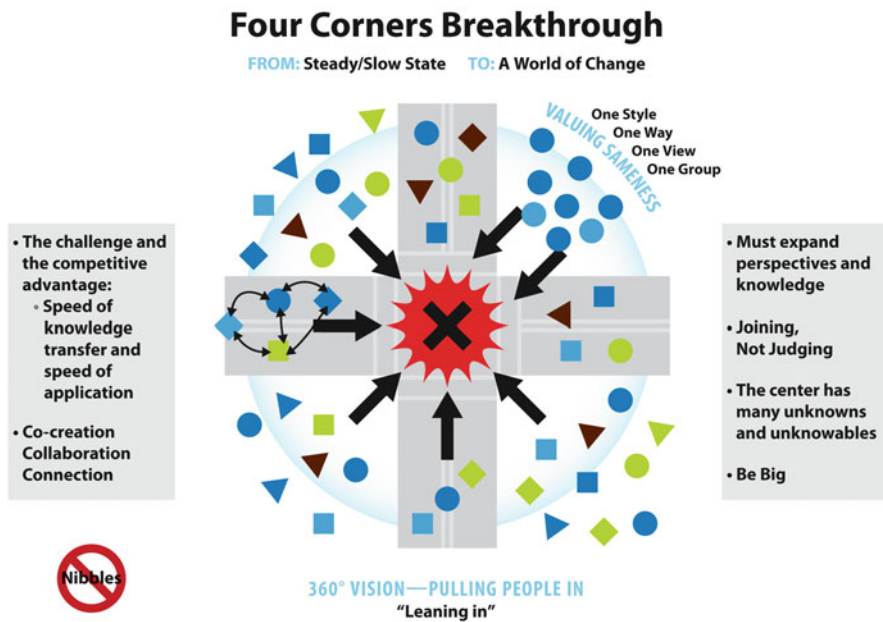 Four Corners Breakthrough
FROM: Steady/Slow State TO: A World of Change
VALUING SAMENESS
One Style
One Way
One View
One Group
• The challenge and
the competitive
advantage:
• Speed of
knowledge
transfer and
speed of
application
• Co-creation
Collaboration
Connection
• Must expand
perspectives and
knowledge
• Joining,
Not Judging
• The center has
many unknowns
and unknowables
• Be Big
Nibbles
360° VISION—PULLING PEOPLE IN
“Leaning in”